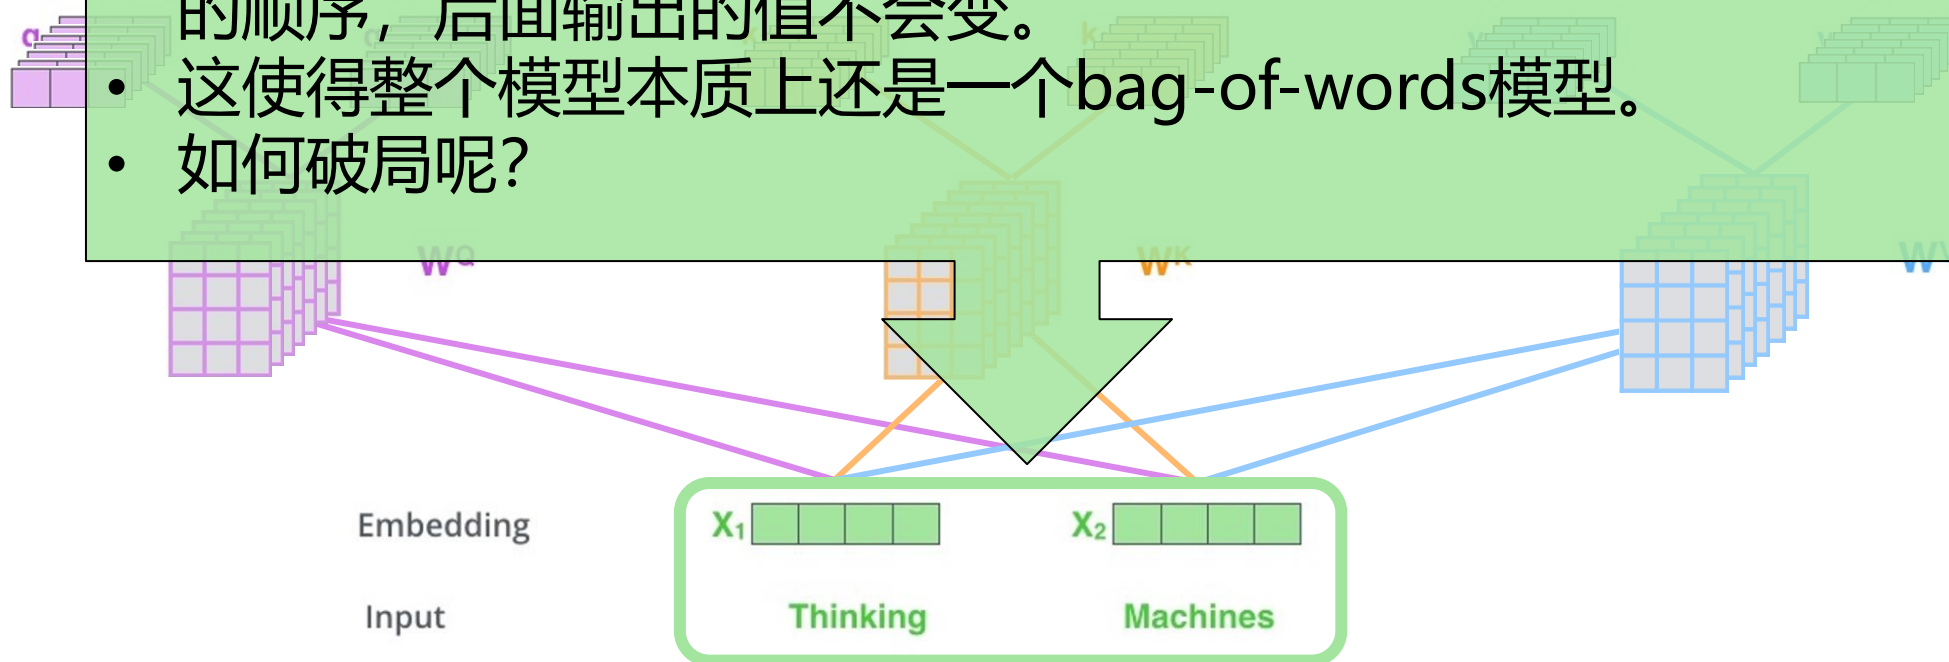 的顺序，后面输出的值不会变。
• 这使得整个模型本质上还是一个bag-of-words模型。
• 如何破局呢？
q
k
W^Q
W^K
W
Embedding
X₁
X₂
Input
Thinking
Machines